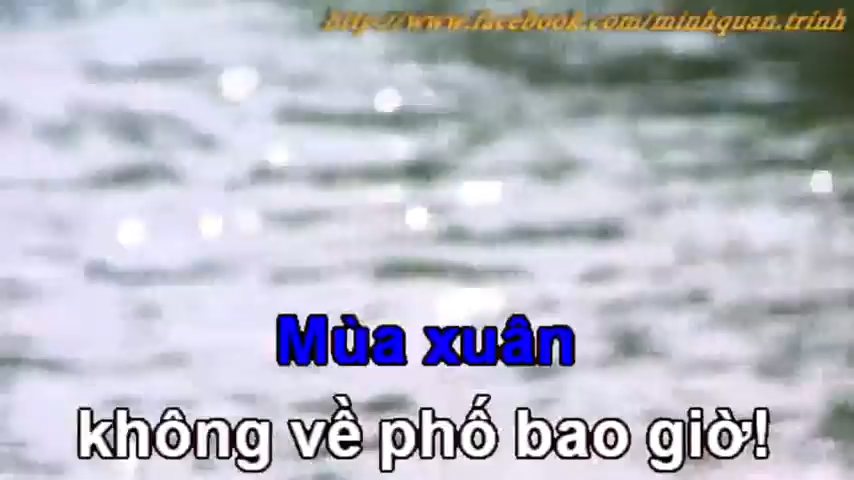 http://www.facebook.com/minhquan.trinh
Mùa xuân
không về phố bao giờ!